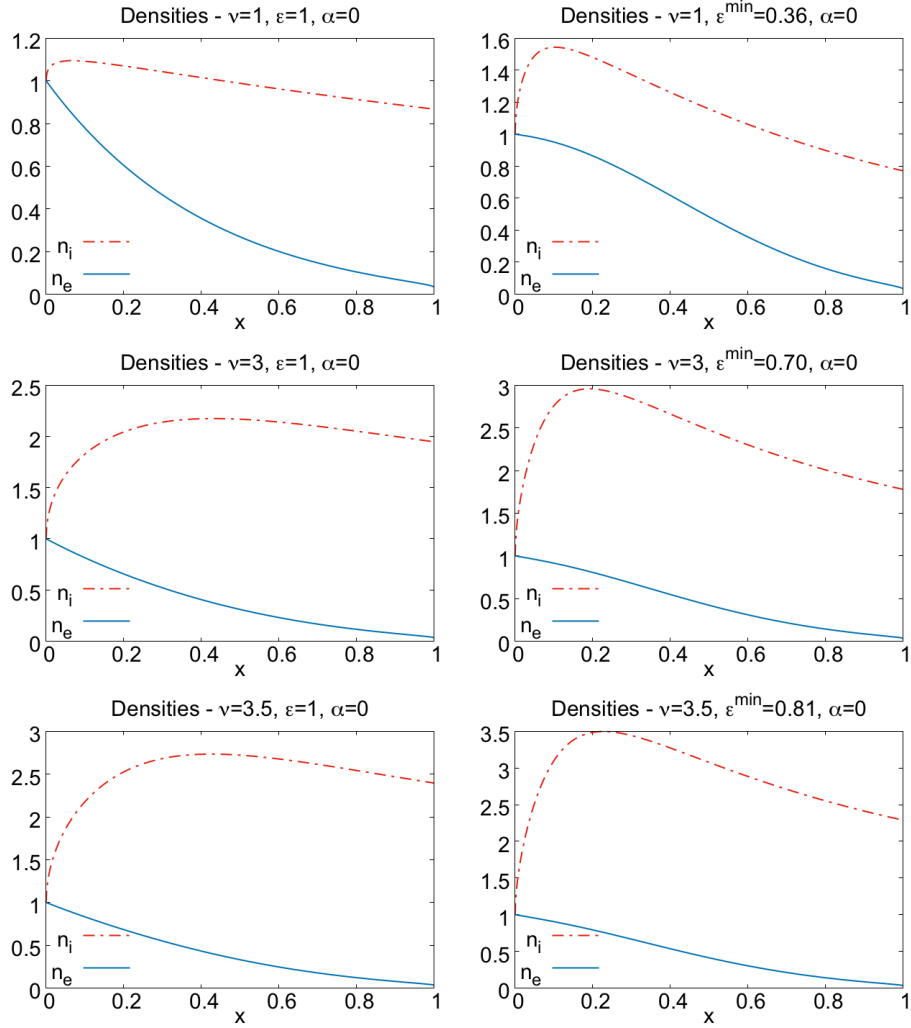 Densities - ν=1, ε=1, α=0
1.2
1
0.8
0.6
0.4
0.2
0
n_i
n_e
0 0.2 0.4 0.6 0.8 1
x
Densities - ν=1, ε^min=0.36, α=0
1.6
1.4
1.2
1
0.8
0.6
0.4
0.2
0
n_i
n_e
0 0.2 0.4 0.6 0.8 1
x
Densities - ν=3, ε=1, α=0
2.5
2
1.5
1
0.5
0
n_i
n_e
0 0.2 0.4 0.6 0.8 1
x
Densities - ν=3, ε^min=0.70, α=0
3
2.5
2
1.5
1
0.5
0
n_i
n_e
0 0.2 0.4 0.6 0.8 1
x
Densities - ν=3.5, ε=1, α=0
3
2.5
2
1.5
1
0.5
0
n_i
n_e
0 0.2 0.4 0.6 0.8 1
x
Densities - ν=3.5, ε^min=0.81, α=0
3.5
3
2.5
2
1.5
1
0.5
0
n_i
n_e
0 0.2 0.4 0.6 0.8 1
x